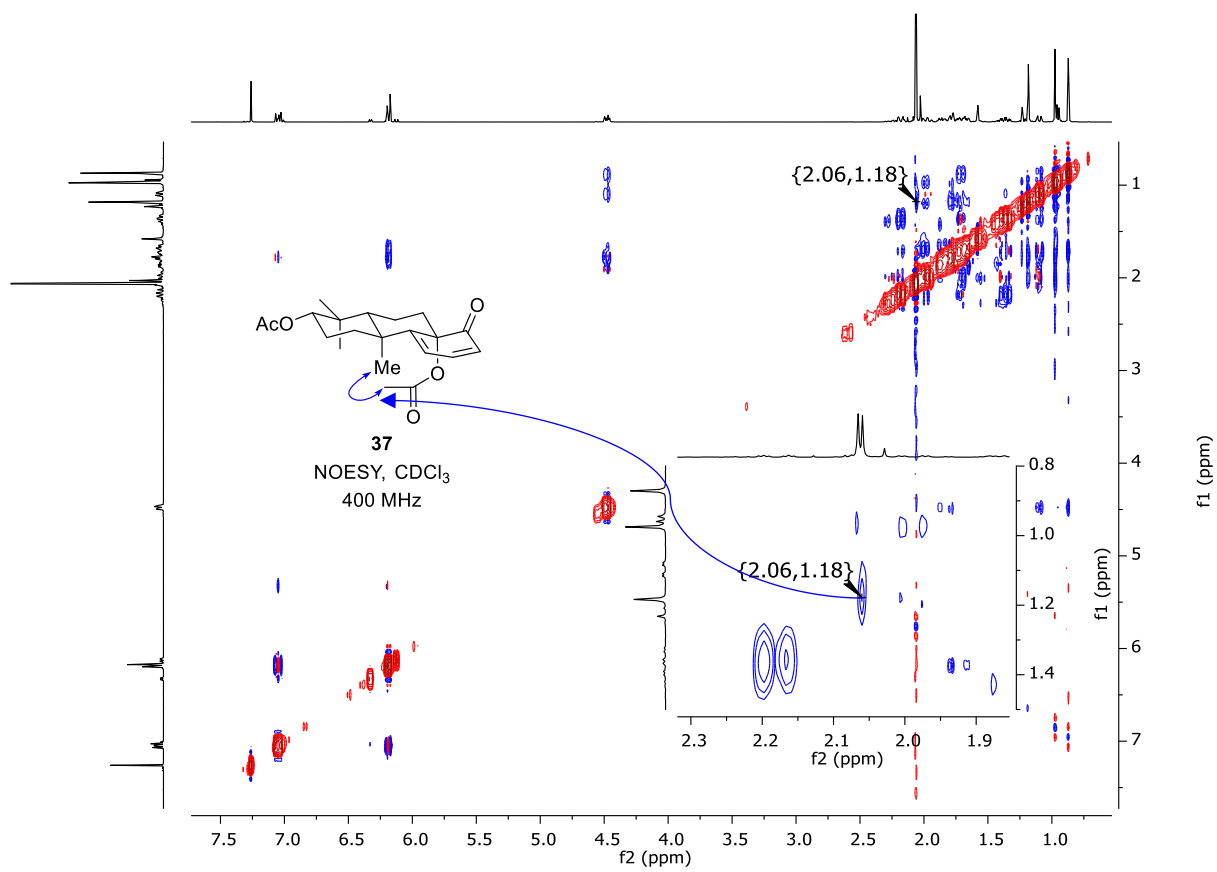 {2.06,1.18}
1
2
3
4
5
6
7
f1 (ppm)
O
AcO
Me
O
O
37
NOESY, CDCl₃
400 MHz
{2.06,1.18}
0.8
1.0
1.2
1.4
f1 (ppm)
2.3 2.2 2.1 2.0 1.9
f2 (ppm)
7.5 7.0 6.5 6.0 5.5 5.0 4.5 4.0 3.5 3.0 2.5 2.0 1.5 1.0
f2 (ppm)